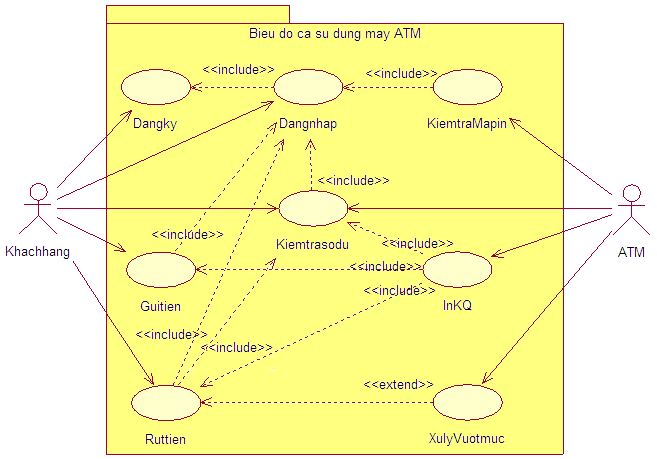 Bieu do ca su dung may ATM
<<include>>
<<include>>
Dangky
Dangnhap
KiemtraMapin
<<include>>
Khachhang
<<include>>
Kiemtrasodu
<<include>>
ATM
<<include>>
Guitien
<<include>>
InKQ
<<include>>
<<include>>
<<extend>>
Ruttien
XulyVuotmuc